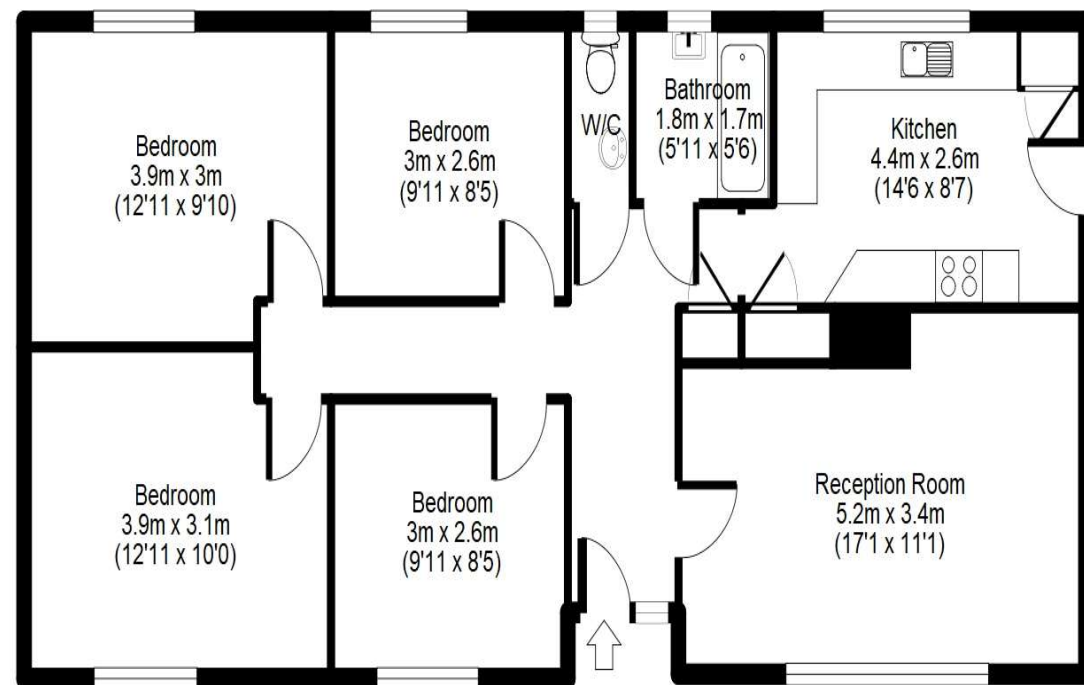 Bedroom
3.9m x 3m
(12'11 x 9'10)
Bedroom
3m x 2.6m
(9'11 x 8'5)
W/C
Bathroom
1.8m x 1.7m
(5'11 x 5'6)
Kitchen
4.4m x 2.6m
(14'6 x 8'7)
Bedroom
3.9m x 3.1m
(12'11 x 10'0)
Bedroom
3m x 2.6m
(9'11 x 8'5)
Reception Room
5.2m x 3.4m
(17'1 x 11'1)